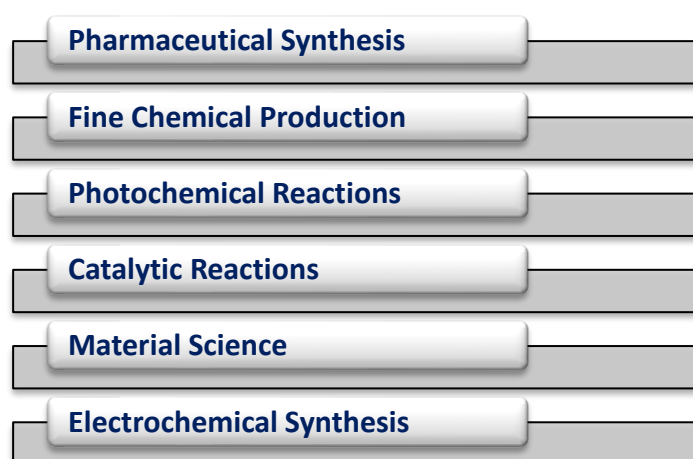 Pharmaceutical Synthesis
Fine Chemical Production
Photochemical Reactions
Catalytic Reactions
Material Science
Electrochemical Synthesis